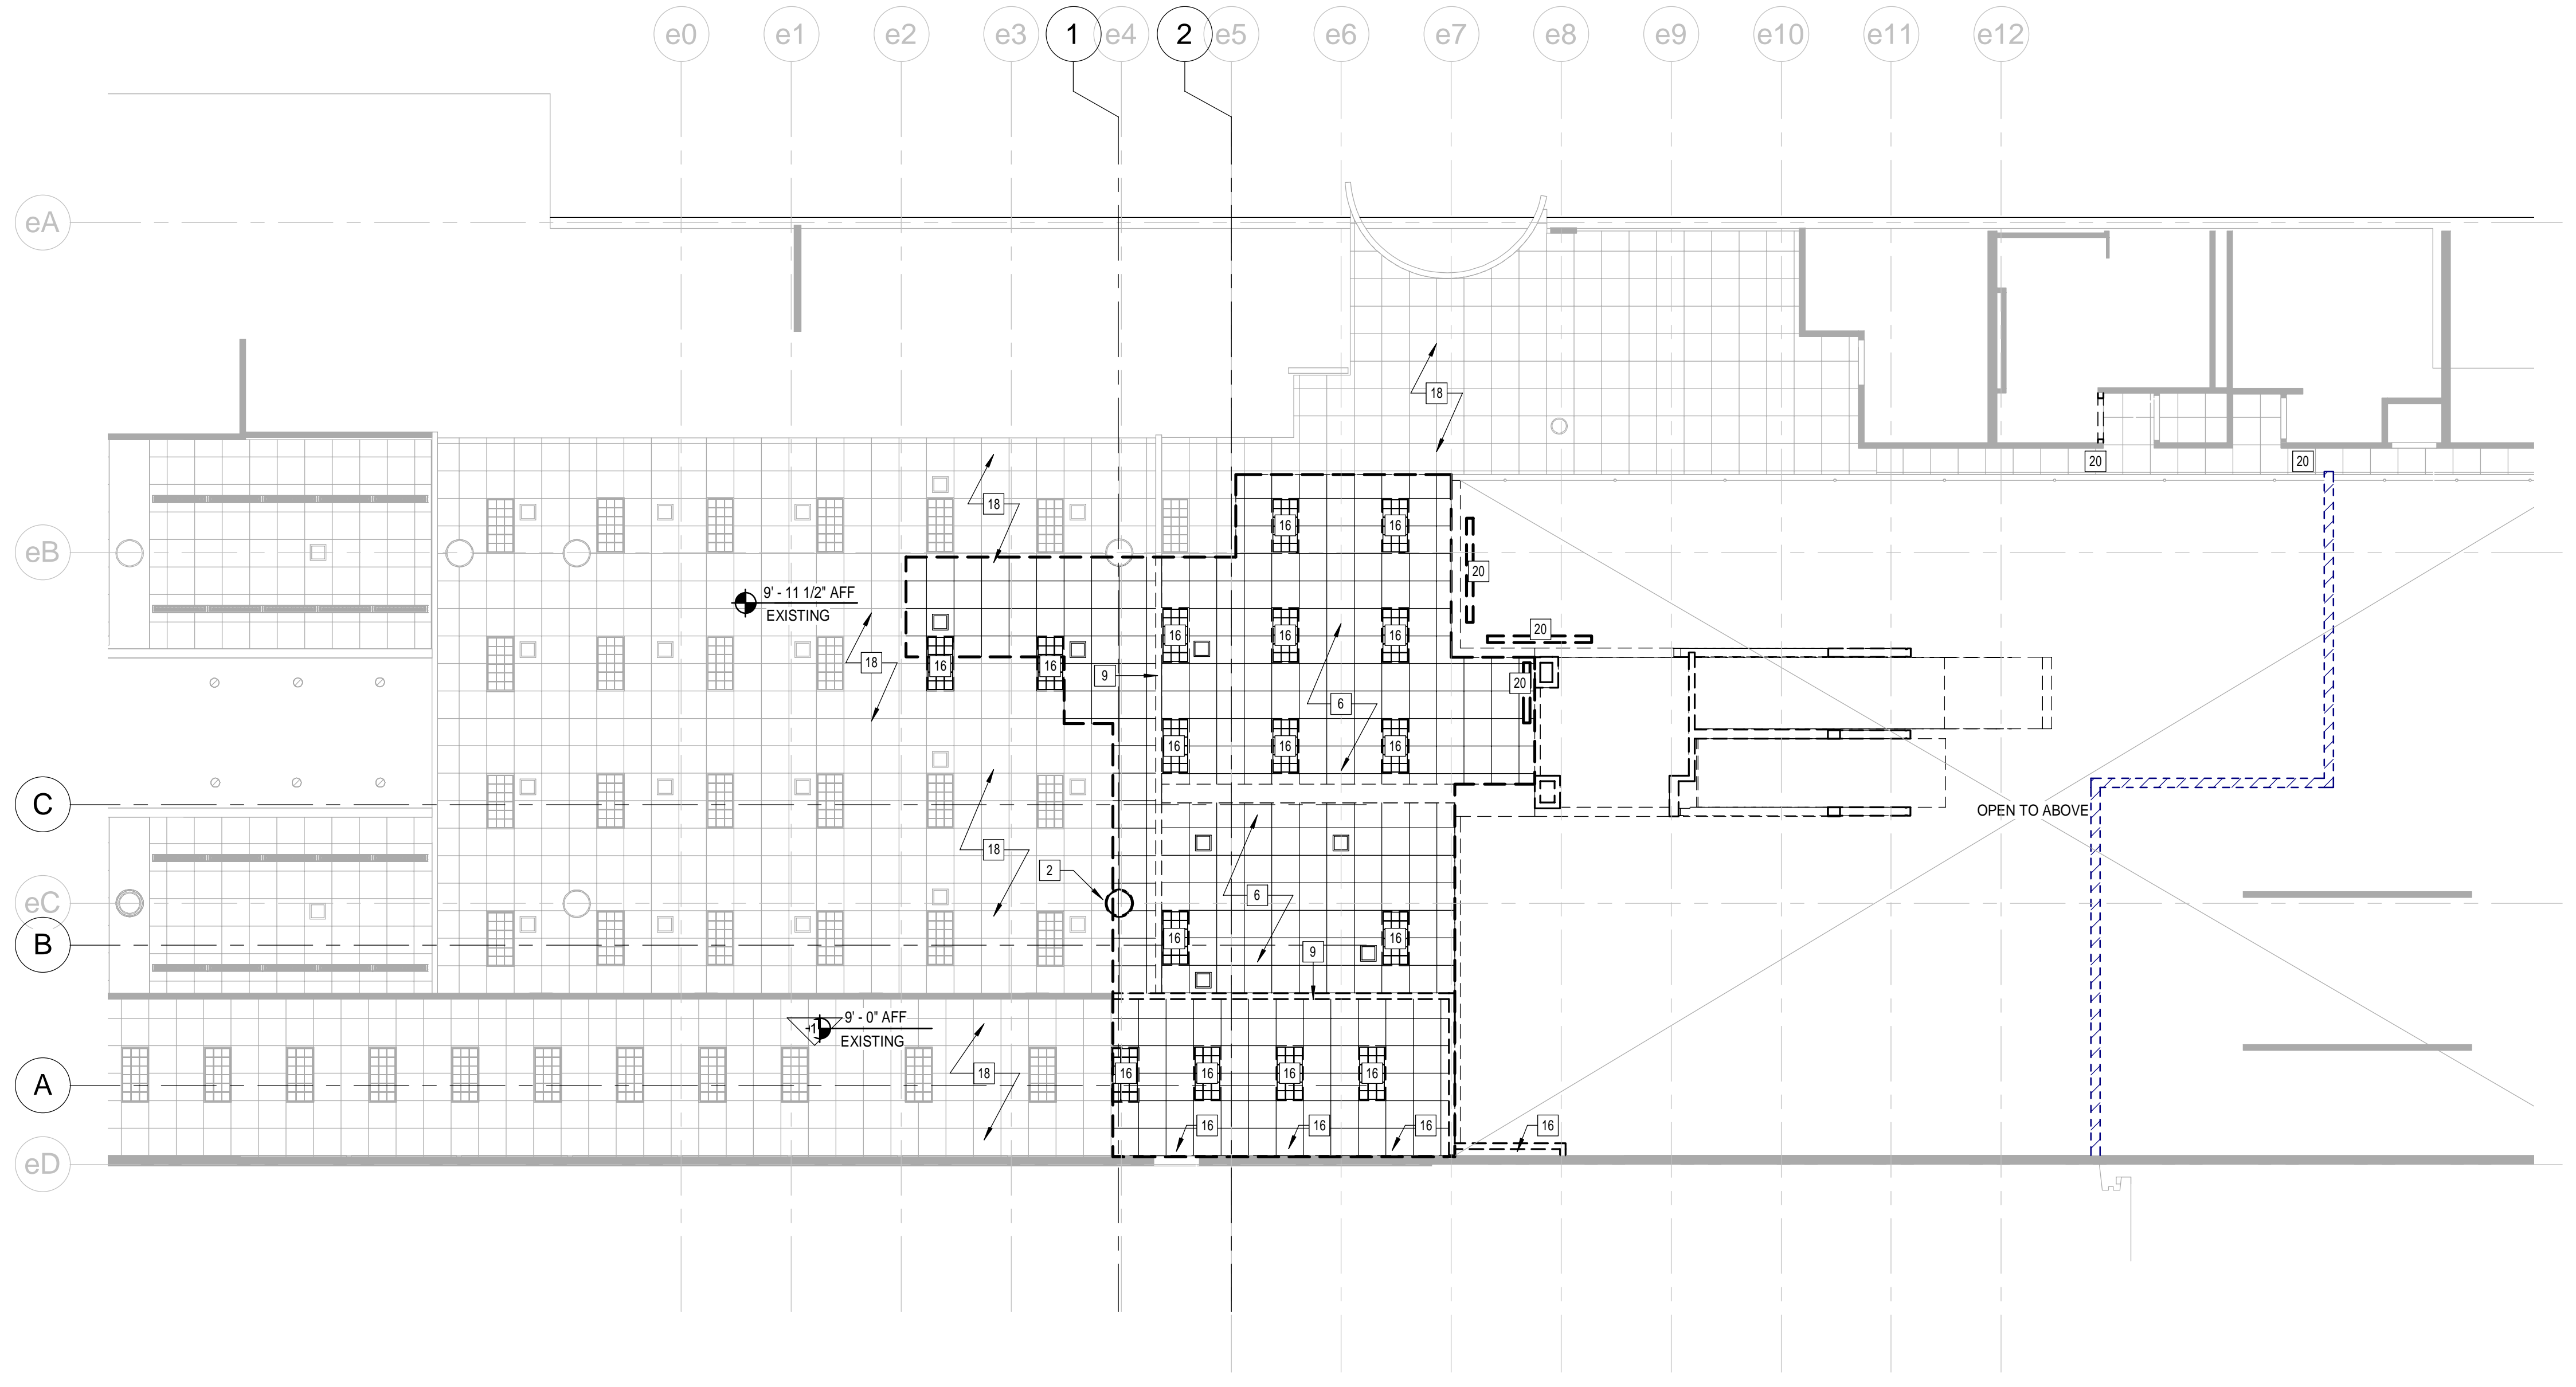 e0 e1 e2 e3 1 e4 2 e5 e6 e7 e8 e9 e10 e11 e12
eA
18
20 20
18
16 16
eB
20
9' - 11 1/2" AFF
EXISTING
16 16 16
20
18 16 16
9
20
6
16 16 16
C
OPEN TO ABOVE
18
2
6
eC
B
16 16
9
9' - 0" AFF
1
EXISTING
18 16 16 16 16
A
16 16 16 16
eD